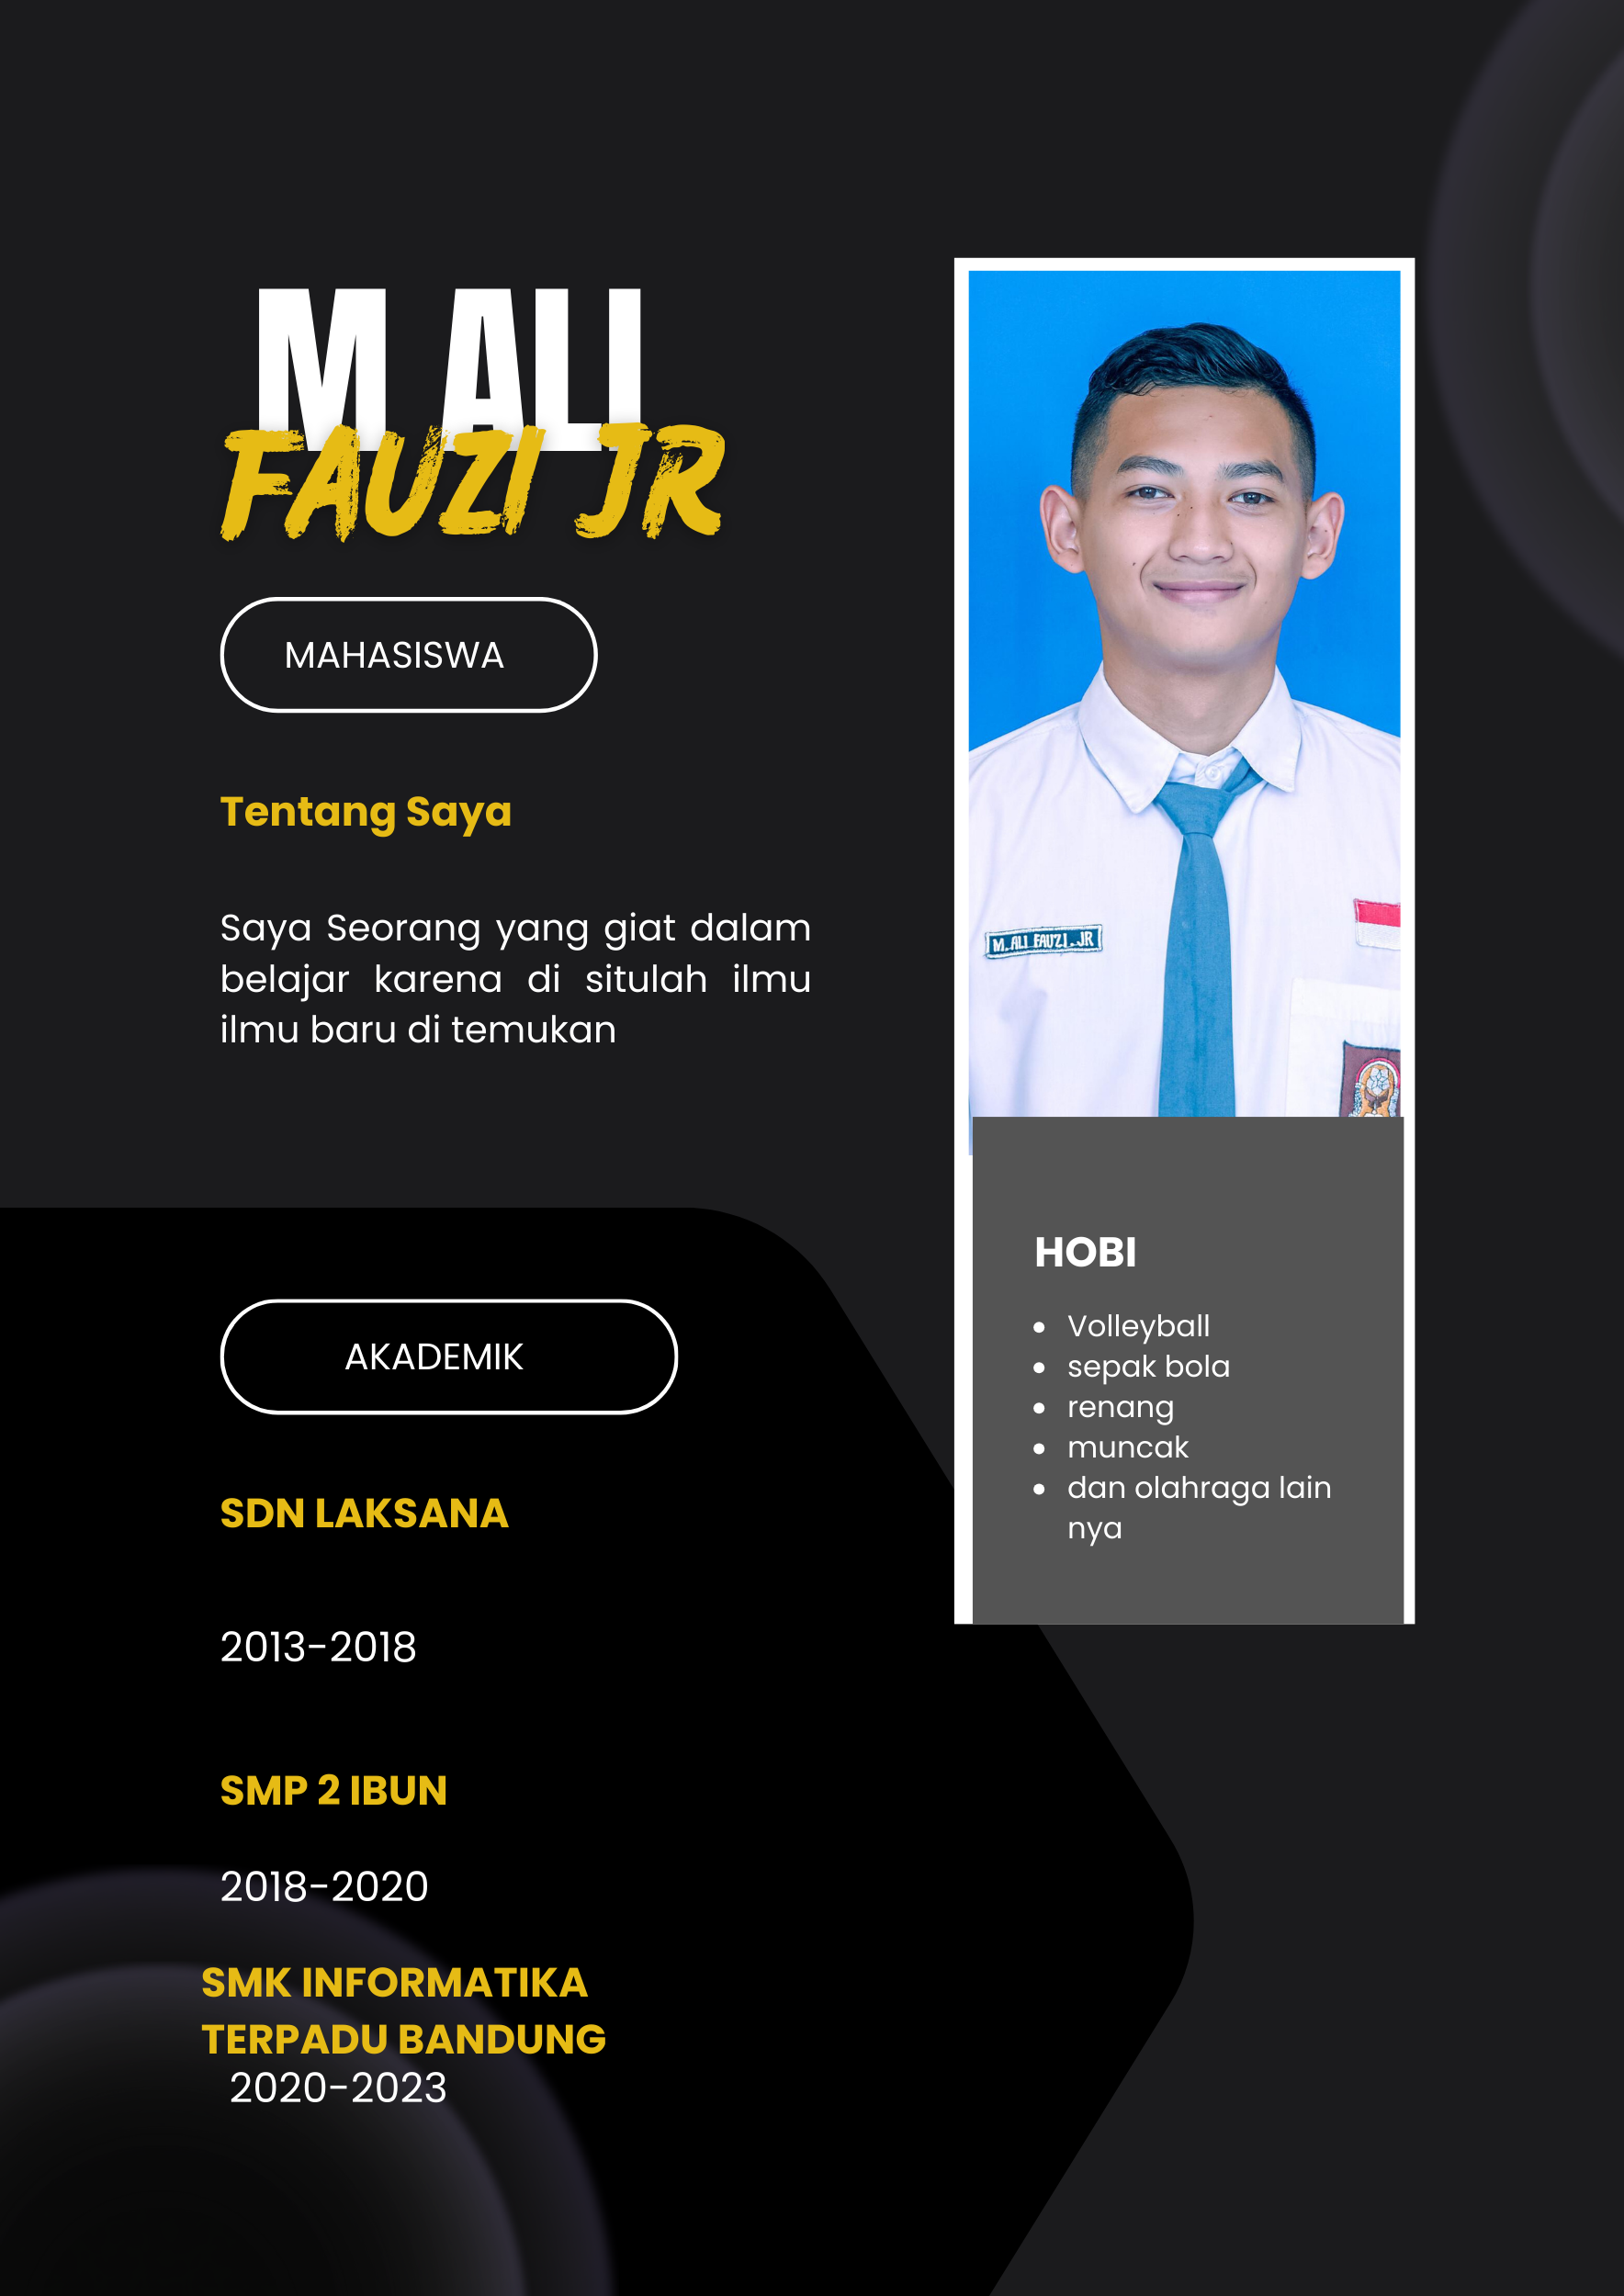 M ALI
FAUZI JR
MAHASISWA
Tentang Saya
Saya Seorang yang giat dalam
belajar karena di situlah ilmu
ilmu baru di temukan
M. ALI FAUZI. JR
HOBI
Volleyball
sepak bola
renang
muncak
dan olahraga lain
nya
AKADEMIK
SDN LAKSANA
2013-2018
SMP 2 IBUN
2018-2020
SMK INFORMATIKA
TERPADU BANDUNG
2020-2023